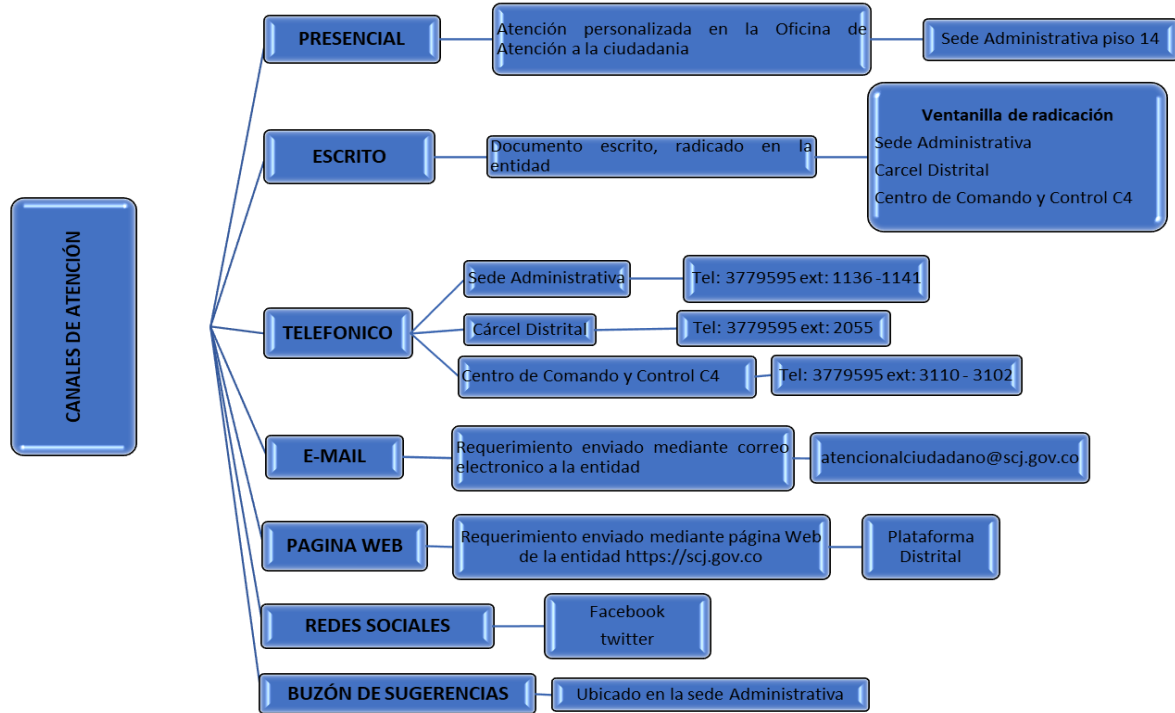 CANALES DE ATENCIÓN
PRESENCIAL
Atención personalizada en la Oficina de
Atención a la ciudadania
Sede Administrativa piso 14
ESCRITO
Documento escrito, radicado en la
entidad
Ventanilla de radicación
Sede Administrativa
Carcel Distrital
Centro de Comando y Control C4
TELEFONICO
Sede Administrativa
Tel: 3779595 ext: 1136 -1141
Cárcel Distrital
Tel: 3779595 ext: 2055
Centro de Comando y Control C4
Tel: 3779595 ext: 3110 - 3102
E-MAIL
Requerimiento enviado mediante correo
electronico a la entidad
atencionalciudadano@scj.gov.co
PAGINA WEB
Requerimiento enviado mediante página Web
de la entidad https://scj.gov.co
Plataforma
Distrital
REDES SOCIALES
Facebook
twitter
BUZÓN DE SUGERENCIAS
Ubicado en la sede Administrativa